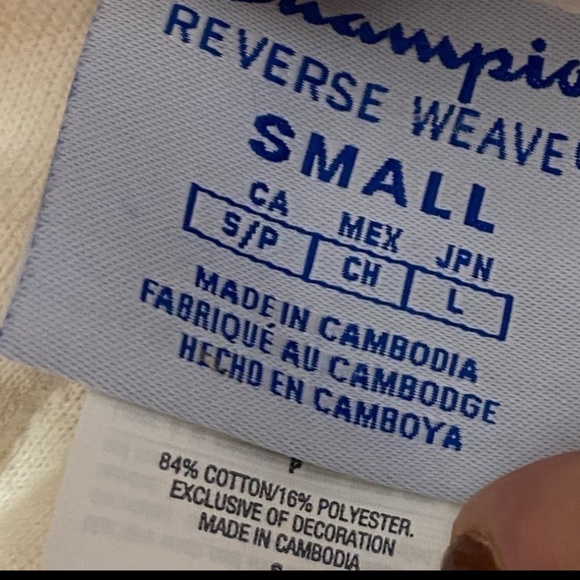 Champio
REVERSE WEAVE
SMALL
CA MEX JPN
S/P CH L
MADE IN CAMBODIA
FABRIQUÉ AU CAMBODGE
HECHO EN CAMBOYA
P
84% COTTON/16% POLYESTER.
EXCLUSIVE OF DECORATION
MADE IN CAMBODIA